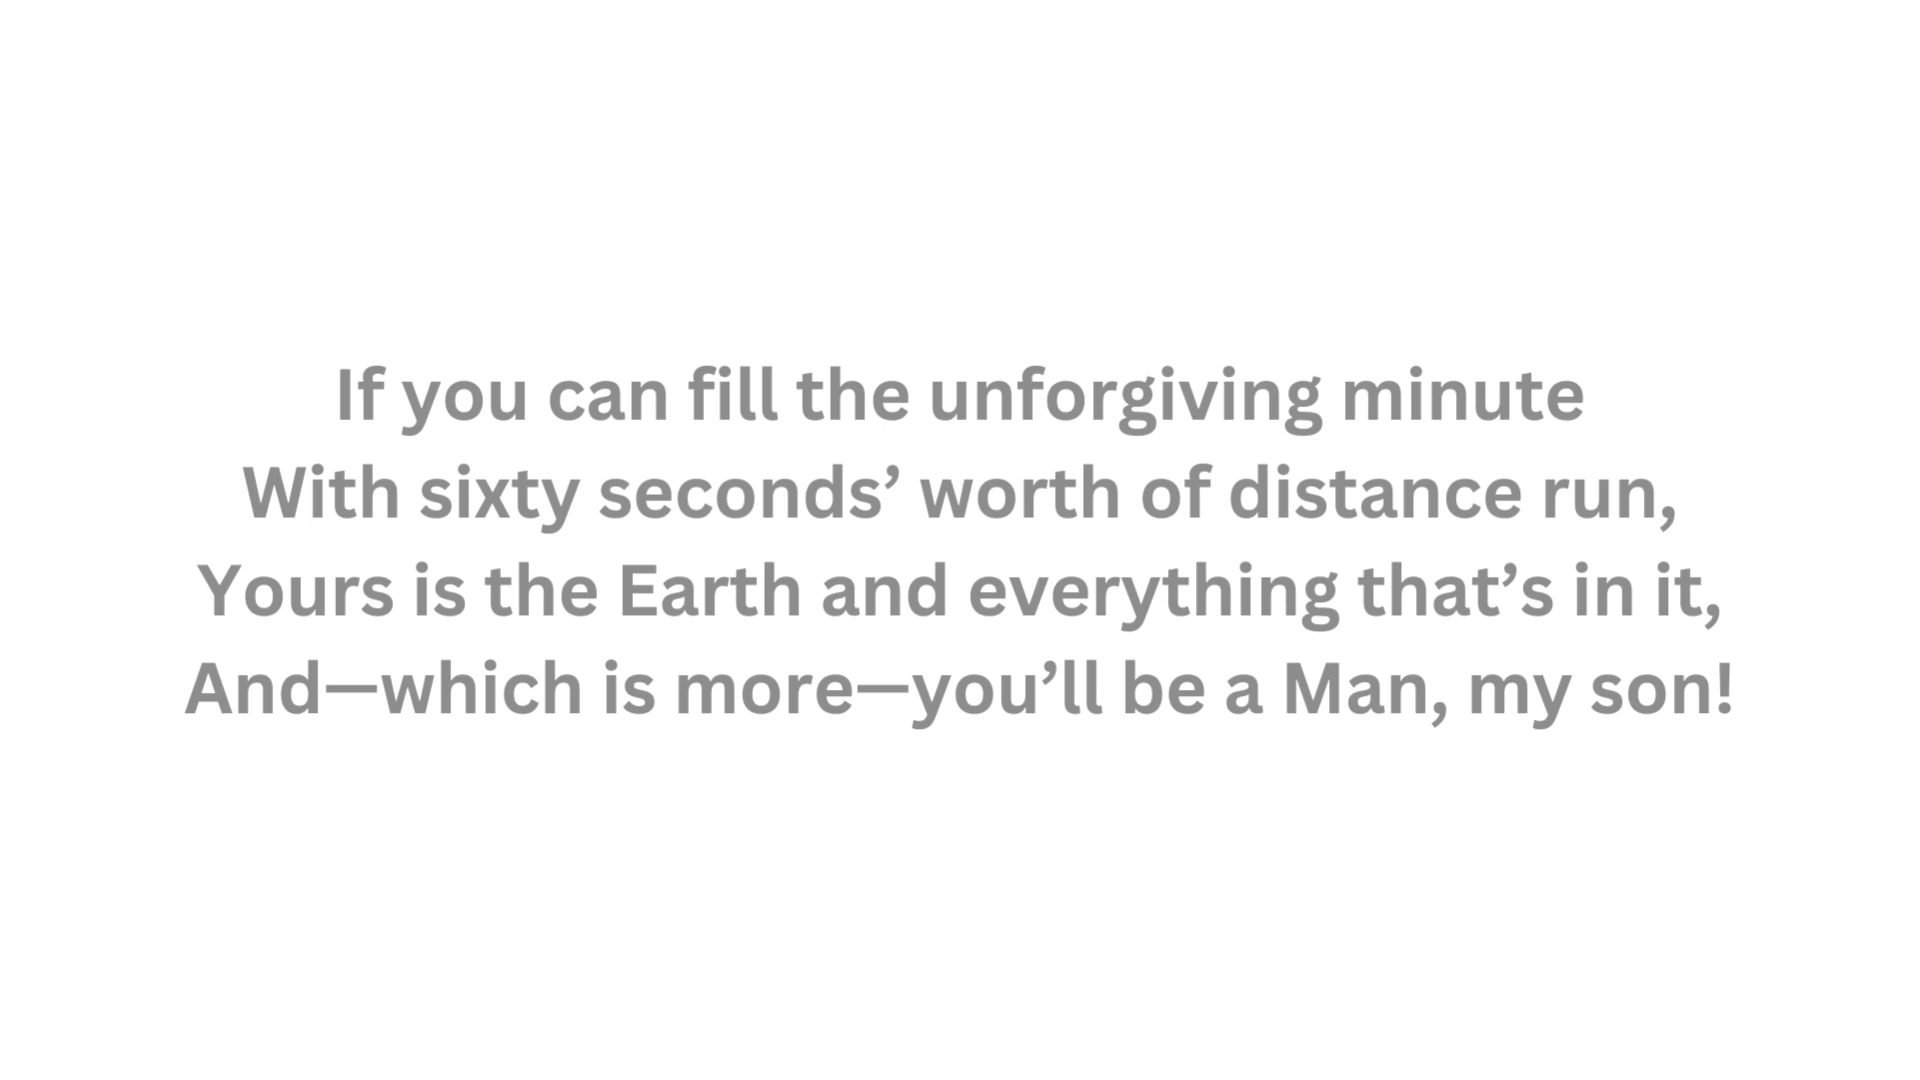 If you can fill the unforgiving minute
With sixty seconds’ worth of distance run,
Yours is the Earth and everything that’s in it,
And—which is more—you’ll be a Man, my son!